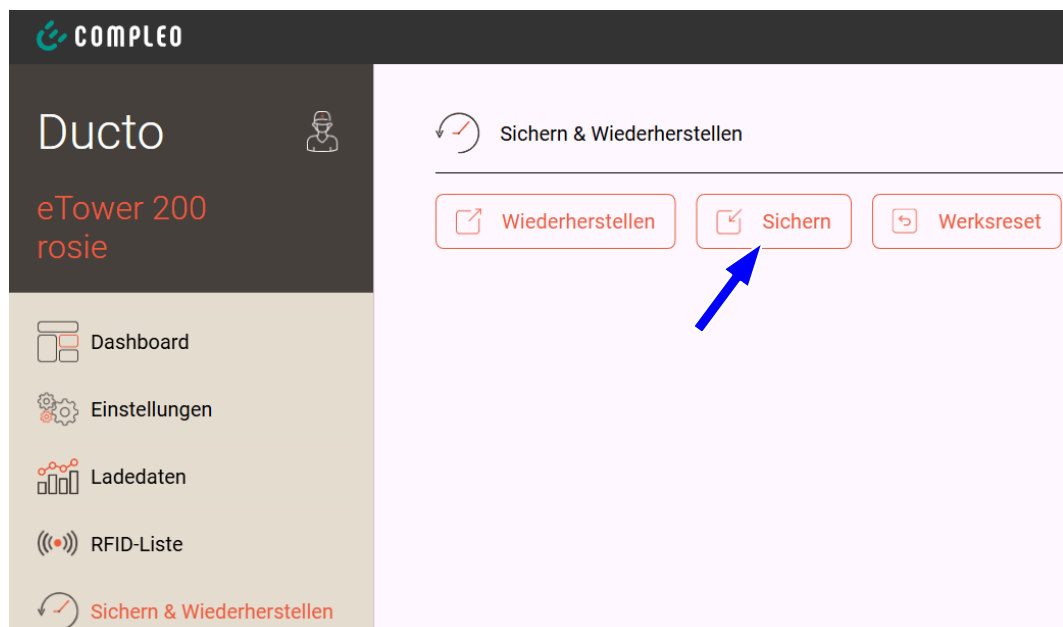 COMPLEO
Ducto
eTower 200
rosie
Dashboard
Einstellungen
Ladedaten
RFID-Liste
Sichern & Wiederherstellen
Sichern & Wiederherstellen
Wiederherstellen
Sichern
Werksreset